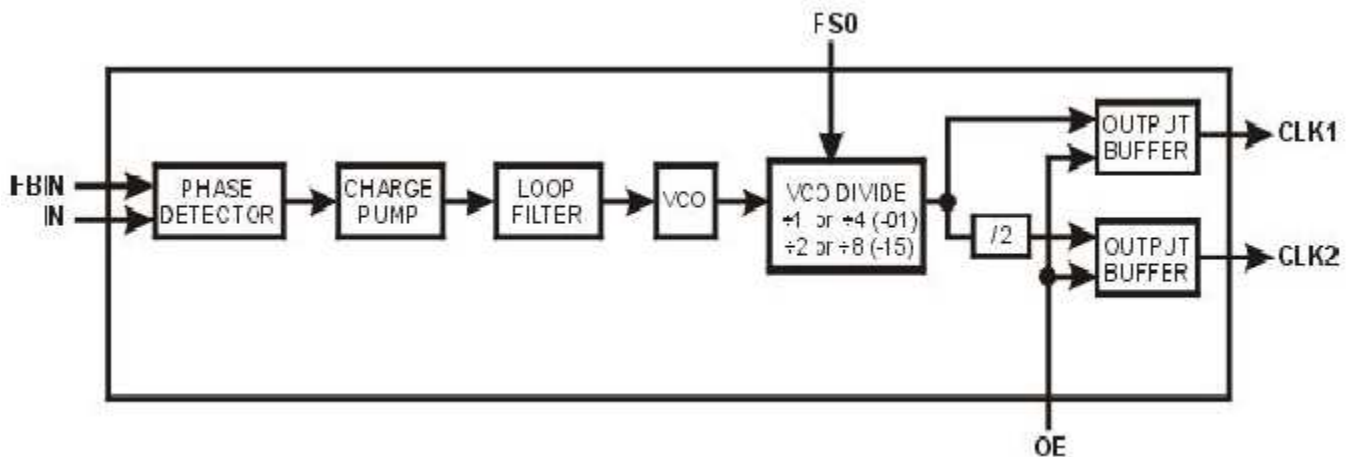 FS0
FBIN
IN
PHASE
DETECTOR
CHARGE
PUMP
LOOP
FILTER
VCO
VCO DIVIDE
÷1 or ÷4 (-01)
÷2 or ÷8 (-15)
/2
OUTPUT
BUFFER
CLK1
OUTPUT
BUFFER
CLK2
OE